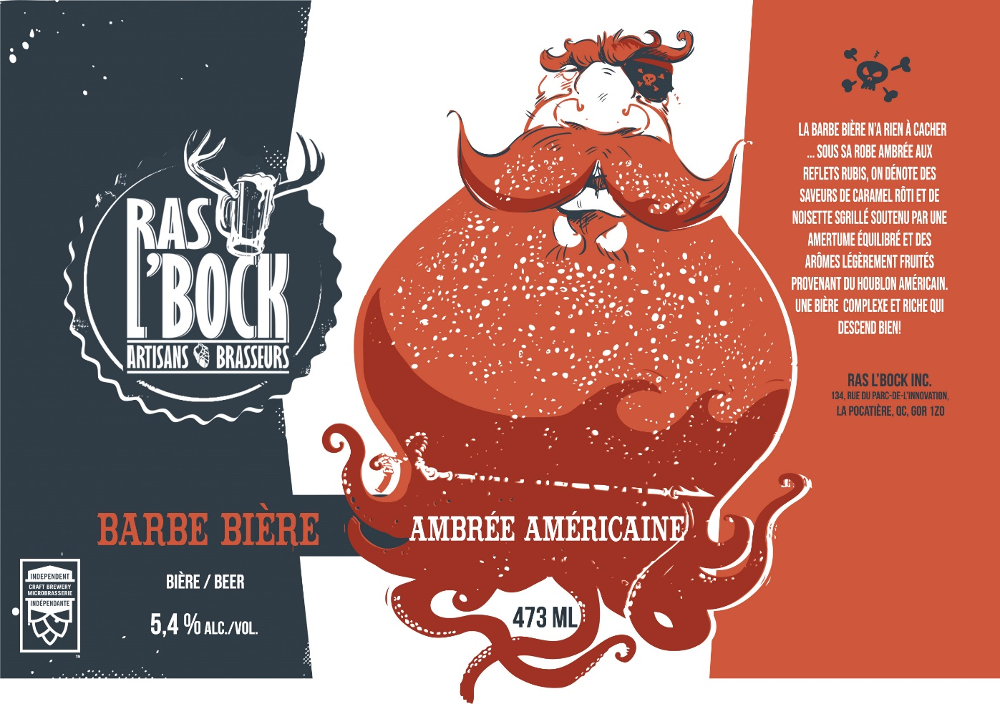 RAS
L'BOCK
ARTISANS BRASSEURS
BARBE BIÈRE
BIÈRE / BEER
5,4 % ALC./VOL.
INDEPENDENT
CRAFT BREWERY
MICROBRASSERIE
INDÉPENDANTE
TM
AMBRÉE AMÉRICAINE
473 ML
LA BARBE BIÈRE N'A RIEN À CACHER
... SOUS SA ROBE AMBRÉE AUX
REFLETS RUBIS, ON DÉNOTE DES
SAVEURS DE CARAMEL RÔTI ET DE
NOISETTE SGRILLÉ SOUTENU PAR UNE
AMERTUME ÉQUILIBRÉ ET DES
ARÔMES LÉGÈREMENT FRUITÉS
PROVENANT DU HOUBLON AMÉRICAIN.
UNE BIÈRE COMPLEXE ET RICHE QUI
DESCEND BIEN!
RAS L'BOCK INC.
134, RUE DU PARC-DE-L'INNOVATION,
LA POCATIÈRE, QC, G0R 1Z0